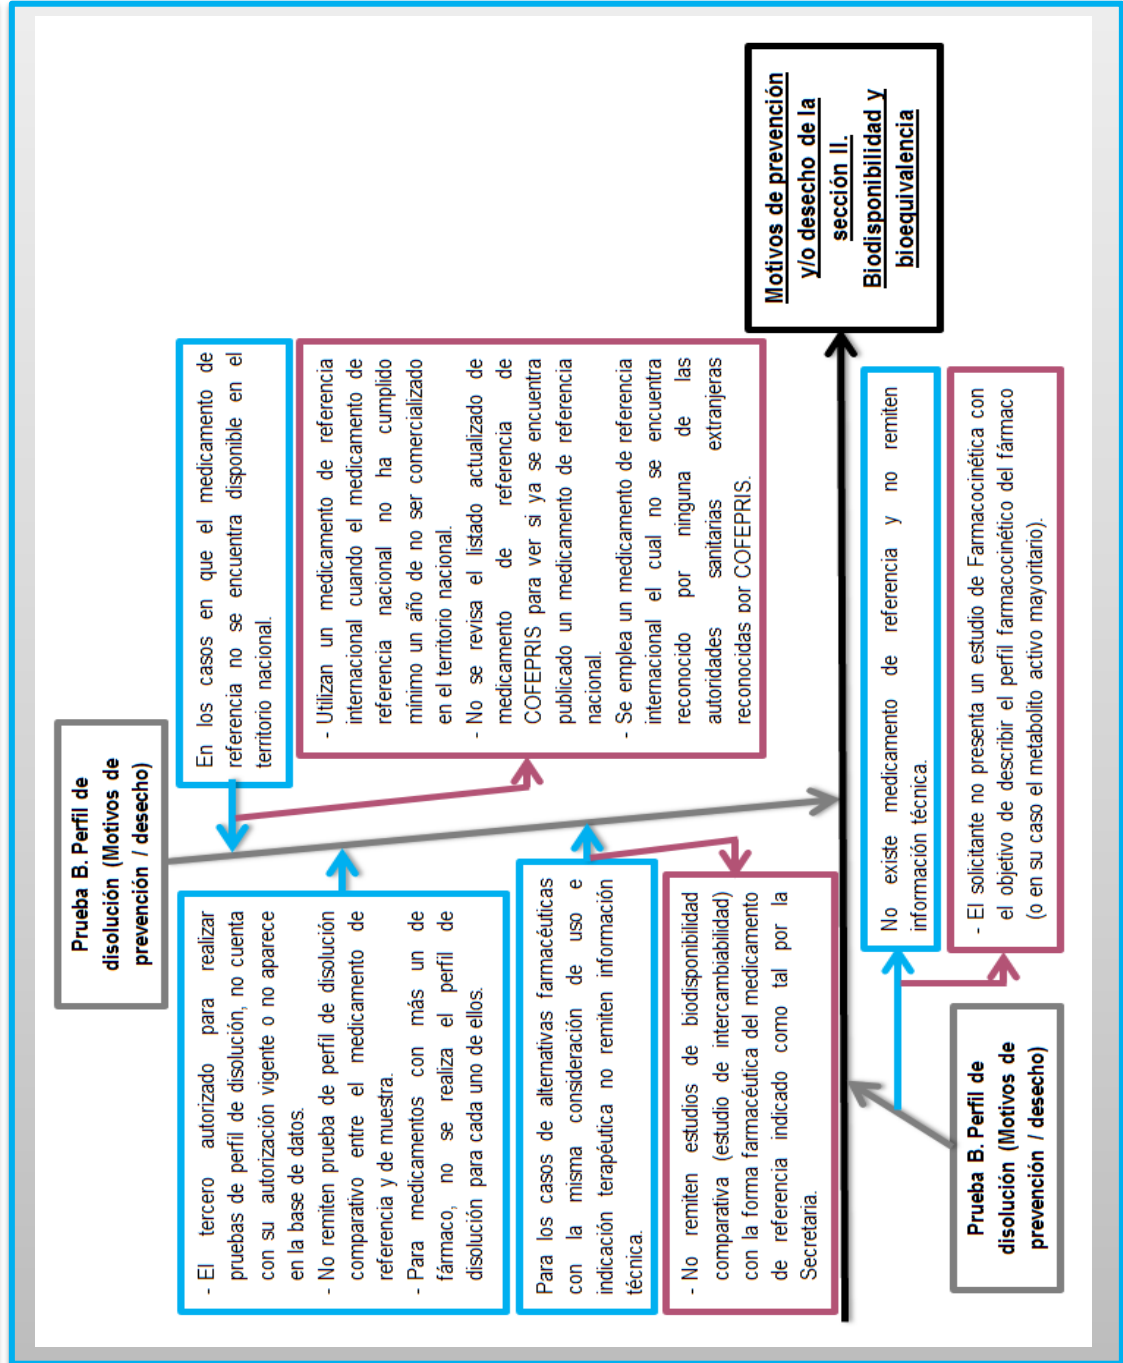 Prueba B. Perfil de
disolución (Motivos de
prevención / desecho)
- El tercero autorizado para realizar
pruebas de perfil de disolución, no cuenta
con su autorización vigente o no aparece
en la base de datos.
- No remiten prueba de perfil de disolución
comparativo entre el medicamento de
referencia y de muestra.
- Para medicamentos con más un de
fármaco, no se realiza el perfil de
disolución para cada uno de ellos.
En los casos en que el medicamento de
referencia no se encuentra disponible en el
territorio nacional.
- Utilizan un medicamento de referencia
internacional cuando el medicamento de
referencia nacional no ha cumplido
mínimo un año de no ser comercializado
en el territorio nacional.
- No se revisa el listado actualizado de
medicamento de referencia de
COFEPRIS para ver si ya se encuentra
publicado un medicamento de referencia
nacional.
- Se emplea un medicamento de referencia
internacional el cual no se encuentra
reconocido por ninguna de las
autoridades sanitarias extranjeras
reconocidas por COFEPRIS.
Para los casos de alternativas farmacéuticas
con la misma consideración de uso e
indicación terapéutica no remiten información
técnica.
- No remiten estudios de biodisponibilidad
comparativa (estudio de intercambiabilidad)
con la forma farmacéutica del medicamento
de referencia indicado como tal por la
Secretaria.
Motivos de prevención
y/o desecho de la
sección II.
Biodisponibilidad y
bioequivalencia
No existe medicamento de referencia y no remiten
información técnica.
- El solicitante no presenta un estudio de Farmacocinética con
el objetivo de describir el perfil farmacocinético del fármaco
(o en su caso el metabolito activo mayoritario).
Prueba B. Perfil de
disolución (Motivos de
prevención / desecho)